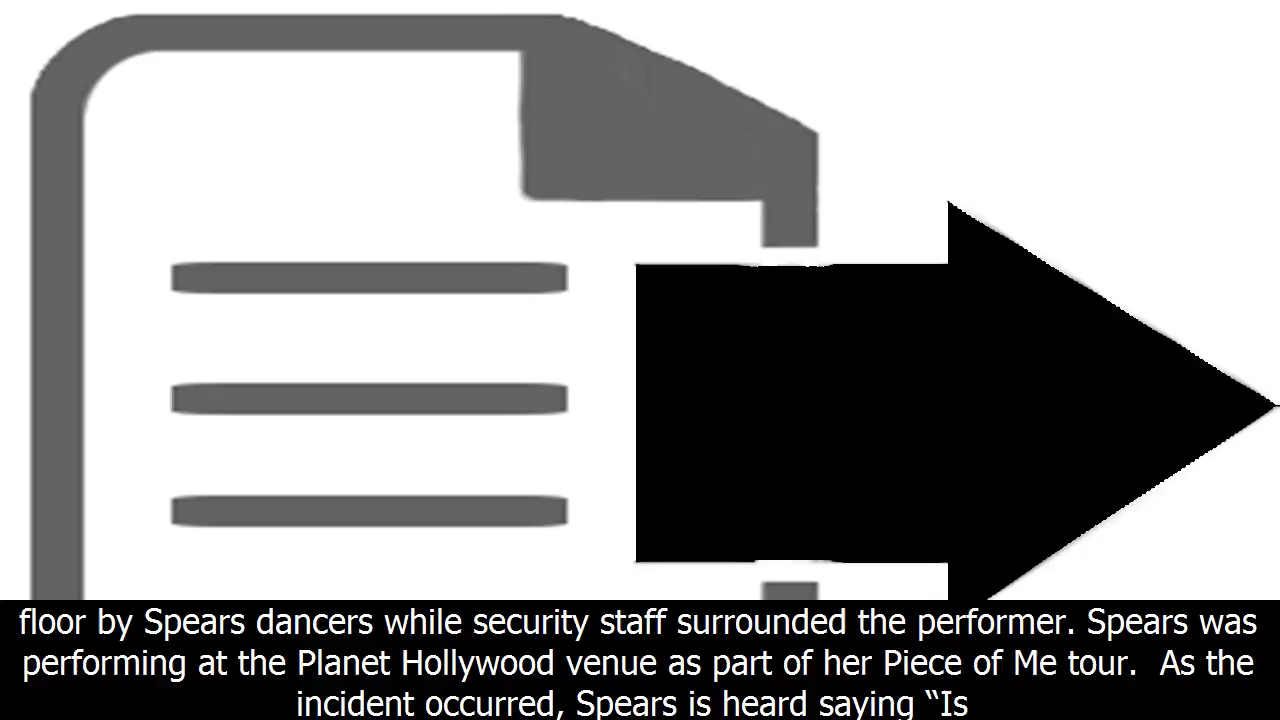 floor by Spears dancers while security staff surrounded the performer. Spears was
performing at the Planet Hollywood venue as part of her Piece of Me tour.  As the
incident occurred, Spears is heard saying “Is